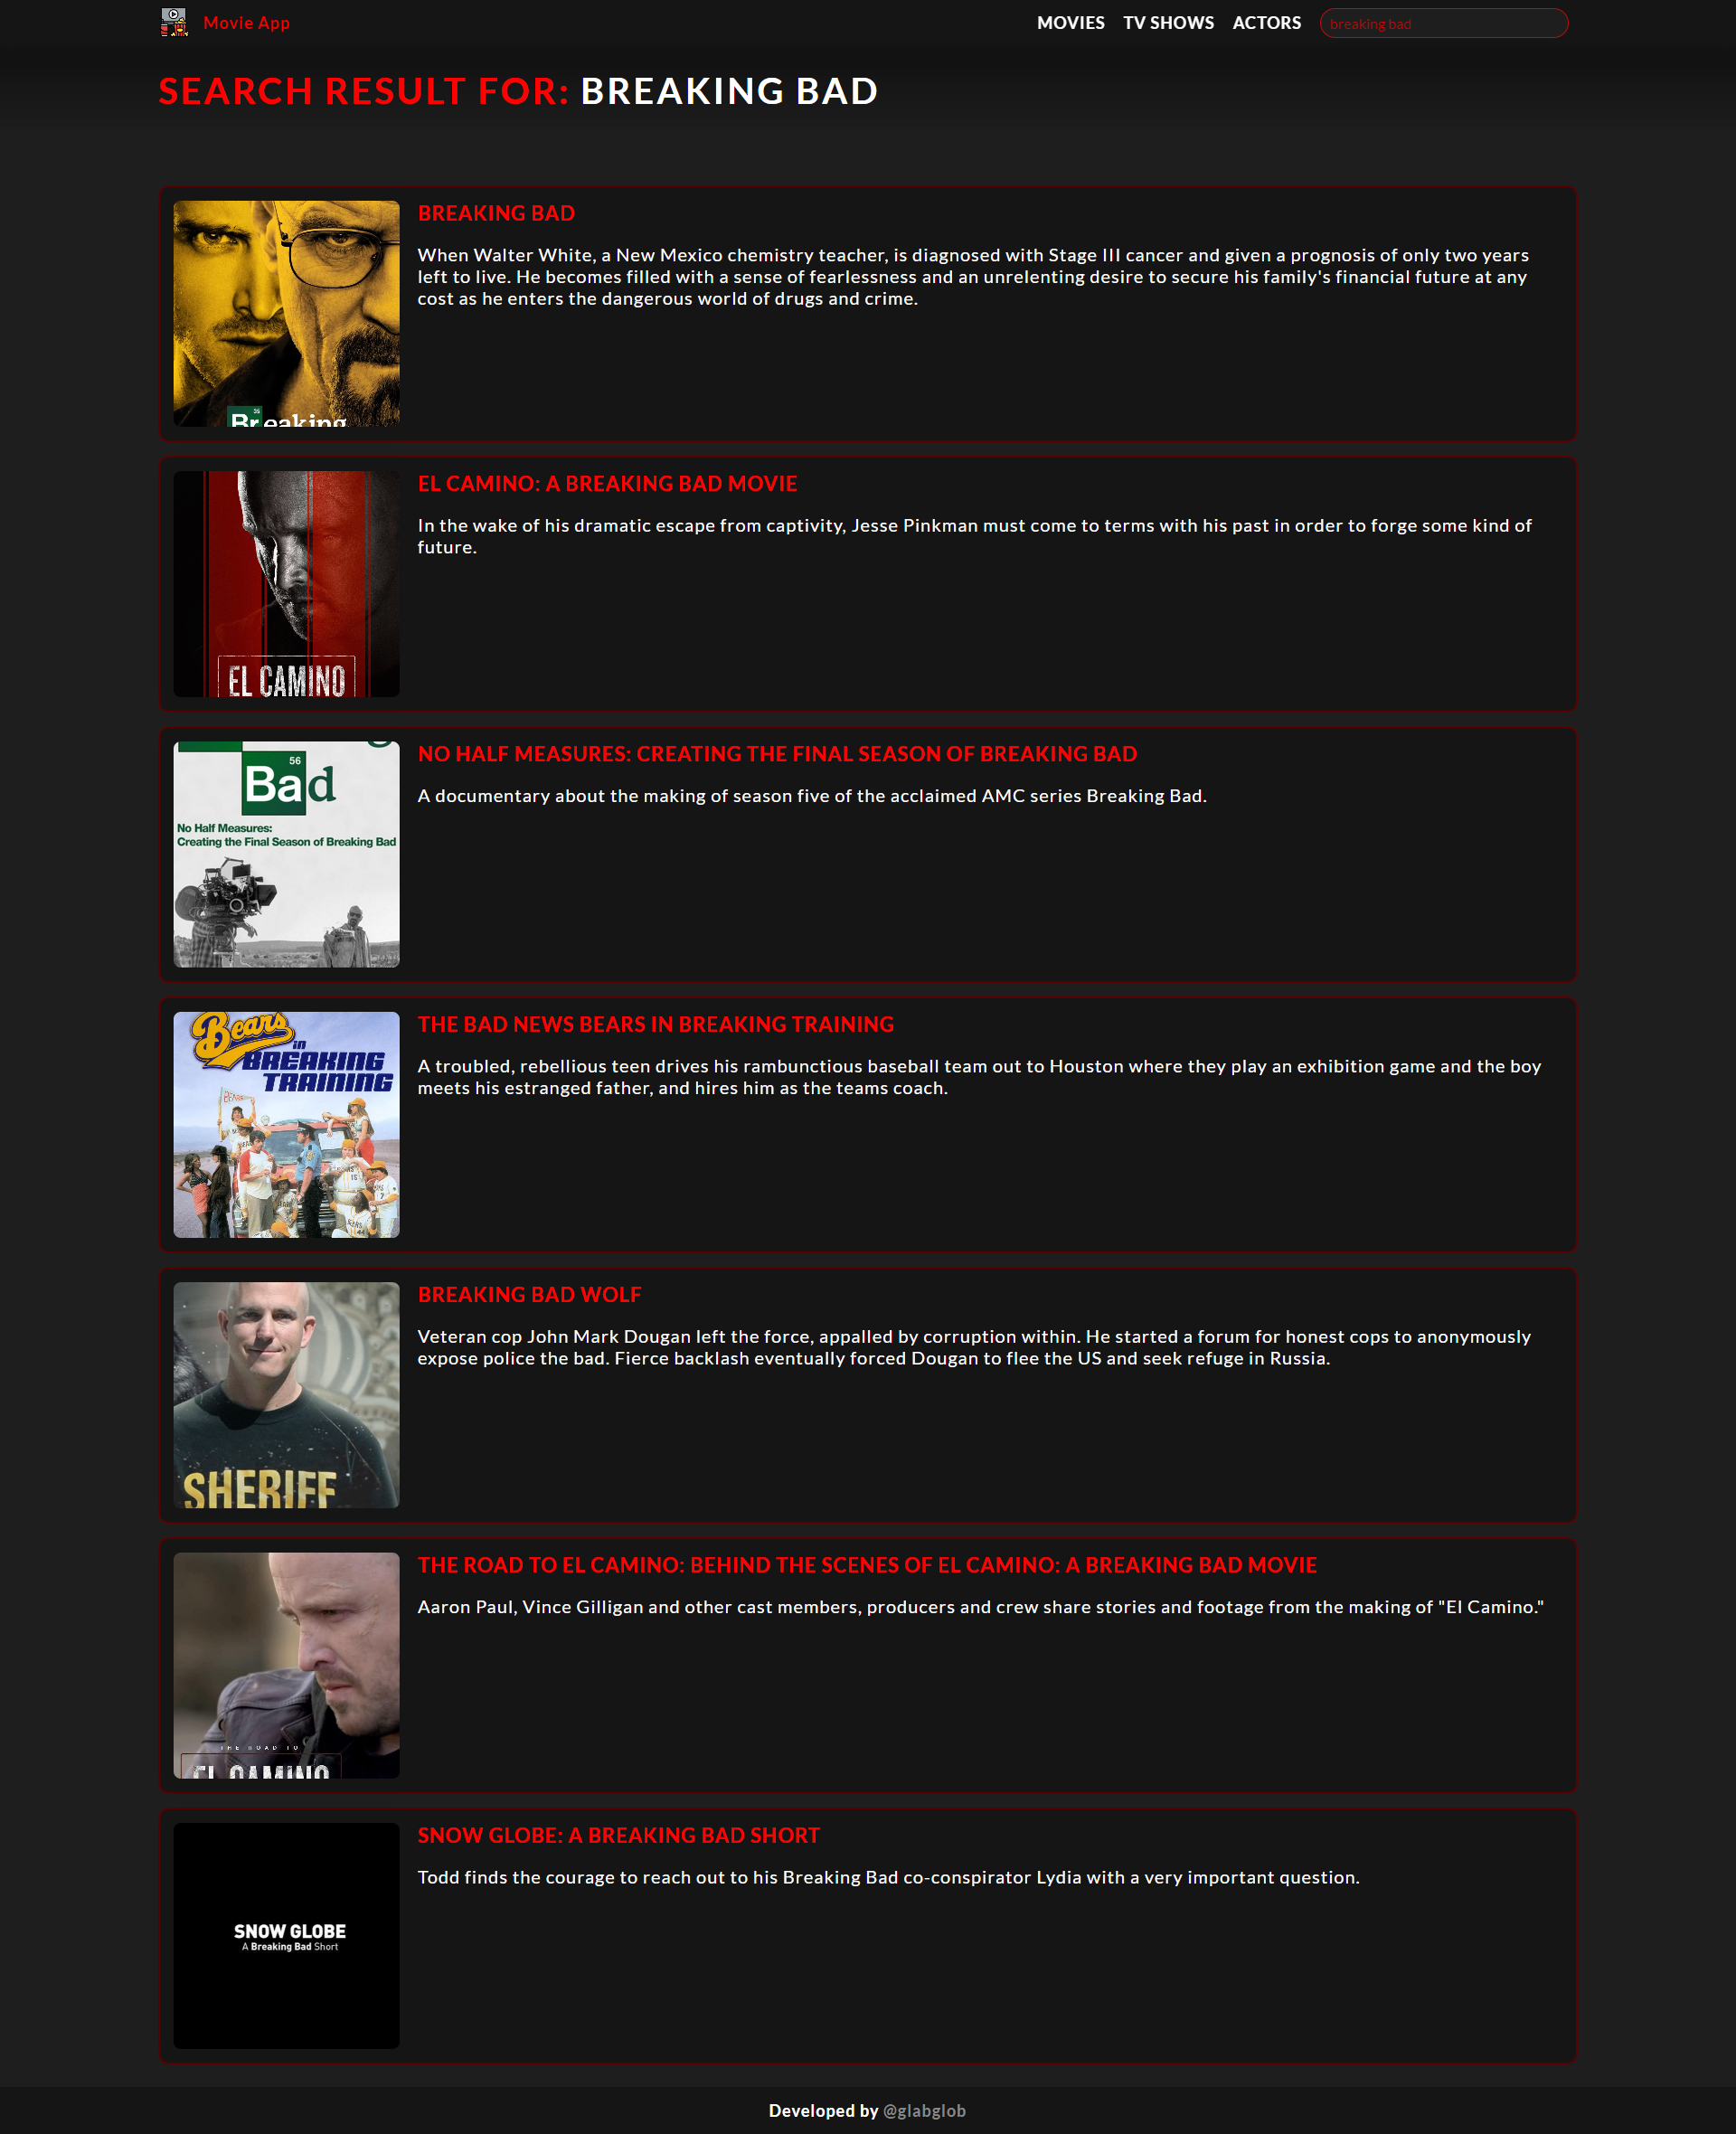 Movie App
MOVIES TV SHOWS ACTORS breaking bad
SEARCH RESULT FOR: BREAKING BAD
BREAKING BAD
When Walter White, a New Mexico chemistry teacher, is diagnosed with Stage III cancer and given a prognosis of only two years
left to live. He becomes filled with a sense of fearlessness and an unrelenting desire to secure his family's financial future at any
cost as he enters the dangerous world of drugs and crime.
35
Breaking
EL CAMINO: A BREAKING BAD MOVIE
In the wake of his dramatic escape from captivity, Jesse Pinkman must come to terms with his past in order to forge some kind of
future.
EL CAMINO
NO HALF MEASURES: CREATING THE FINAL SEASON OF BREAKING BAD
A documentary about the making of season five of the acclaimed AMC series Breaking Bad.
56
Bad
No Half Measures:
Creating the Final Season of Breaking Bad
THE BAD NEWS BEARS IN BREAKING TRAINING
A troubled, rebellious teen drives his rambunctious baseball team out to Houston where they play an exhibition game and the boy
meets his estranged father, and hires him as the teams coach.
Bears
in
BREAKING
TRAINING
BREAKING BAD WOLF
Veteran cop John Mark Dougan left the force, appalled by corruption within. He started a forum for honest cops to anonymously
expose police the bad. Fierce backlash eventually forced Dougan to flee the US and seek refuge in Russia.
SHERIFF
THE ROAD TO EL CAMINO: BEHIND THE SCENES OF EL CAMINO: A BREAKING BAD MOVIE
Aaron Paul, Vince Gilligan and other cast members, producers and crew share stories and footage from the making of "El Camino."
THE ROAD TO
EL CAMINO
SNOW GLOBE: A BREAKING BAD SHORT
Todd finds the courage to reach out to his Breaking Bad co-conspirator Lydia with a very important question.
SNOW GLOBE
A Breaking Bad Short
Developed by @glabglob